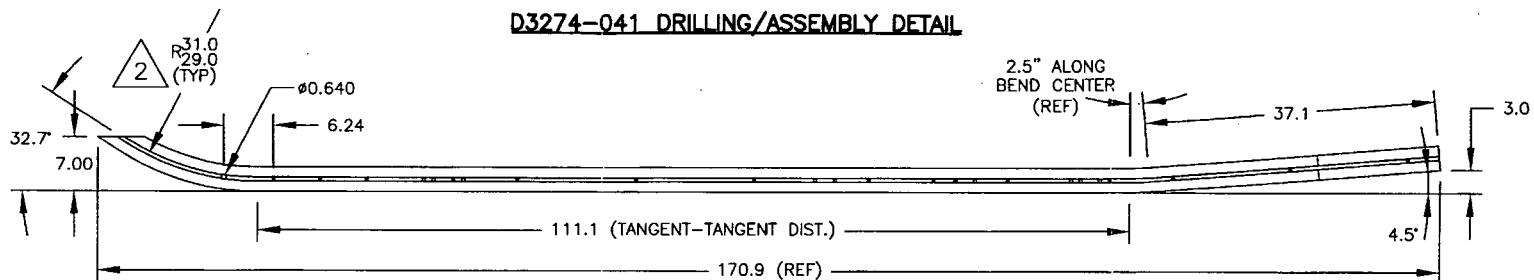 D3274-041 DRILLING/ASSEMBLY DETAIL
2
R31.0
29.0
(TYP)
ø0.640
6.24
2.5" ALONG
BEND CENTER
(REF)
37.1
3.0
32.7°
7.00
111.1 (TANGENT-TANGENT DIST.)
4.5°
170.9 (REF)